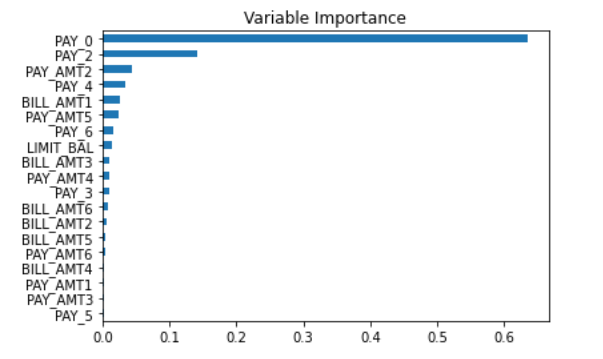 Variable Importance
PAY_0
PAY_2
PAY_AMT2
PAY_4
BILL_AMT1
PAY_AMT5
PAY_6
LIMIT_BAL
BILL_AMT3
PAY_AMT4
PAY_3
BILL_AMT6
BILL_AMT2
BILL_AMT5
PAY_AMT6
BILL_AMT4
PAY_AMT1
PAY_AMT3
PAY_5
0.0 0.1 0.2 0.3 0.4 0.5 0.6